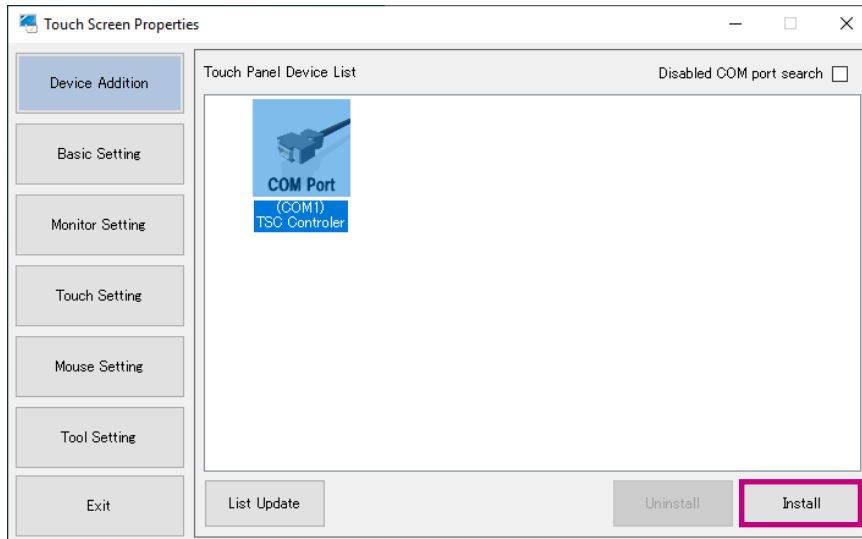 Touch Screen Properties
Device Addition
Basic Setting
Monitor Setting
Touch Setting
Mouse Setting
Tool Setting
Exit
Touch Panel Device List
Disabled COM port search
COM Port
(COM1)
TSC Controler
List Update
Uninstall
Install